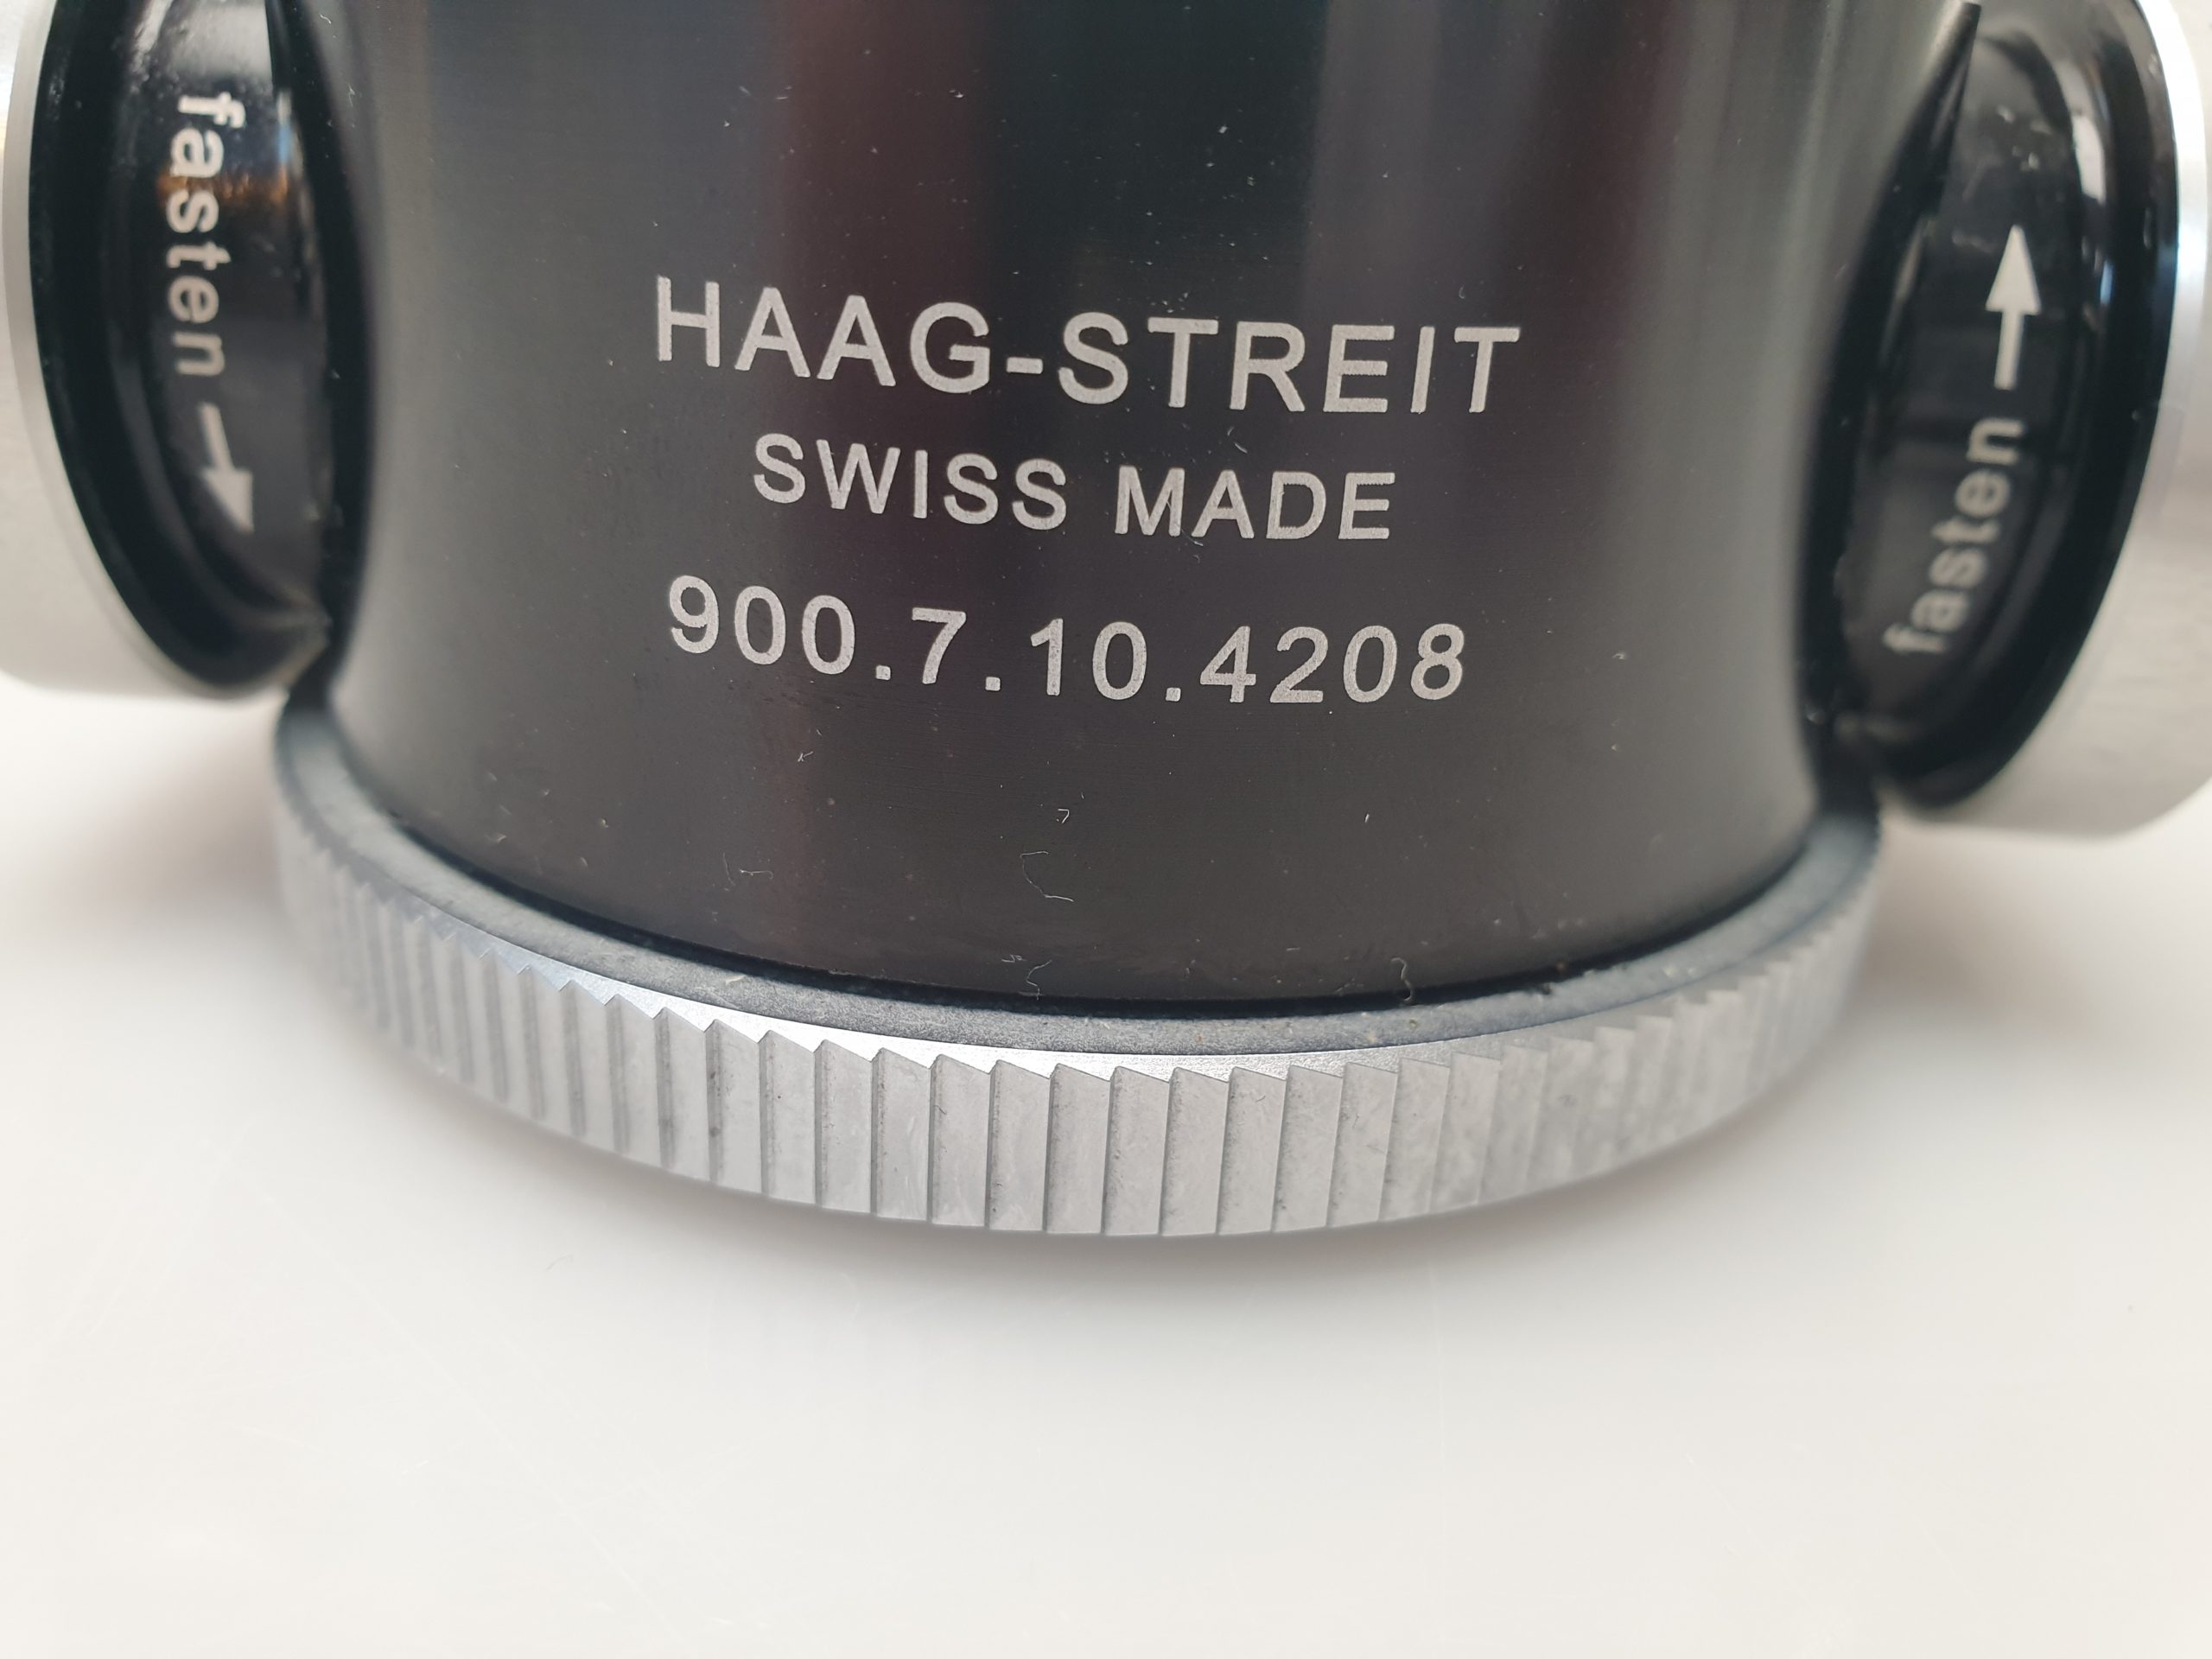 fasten
HAAG-STREIT
SWISS MADE
900.7.10.4208
fasten